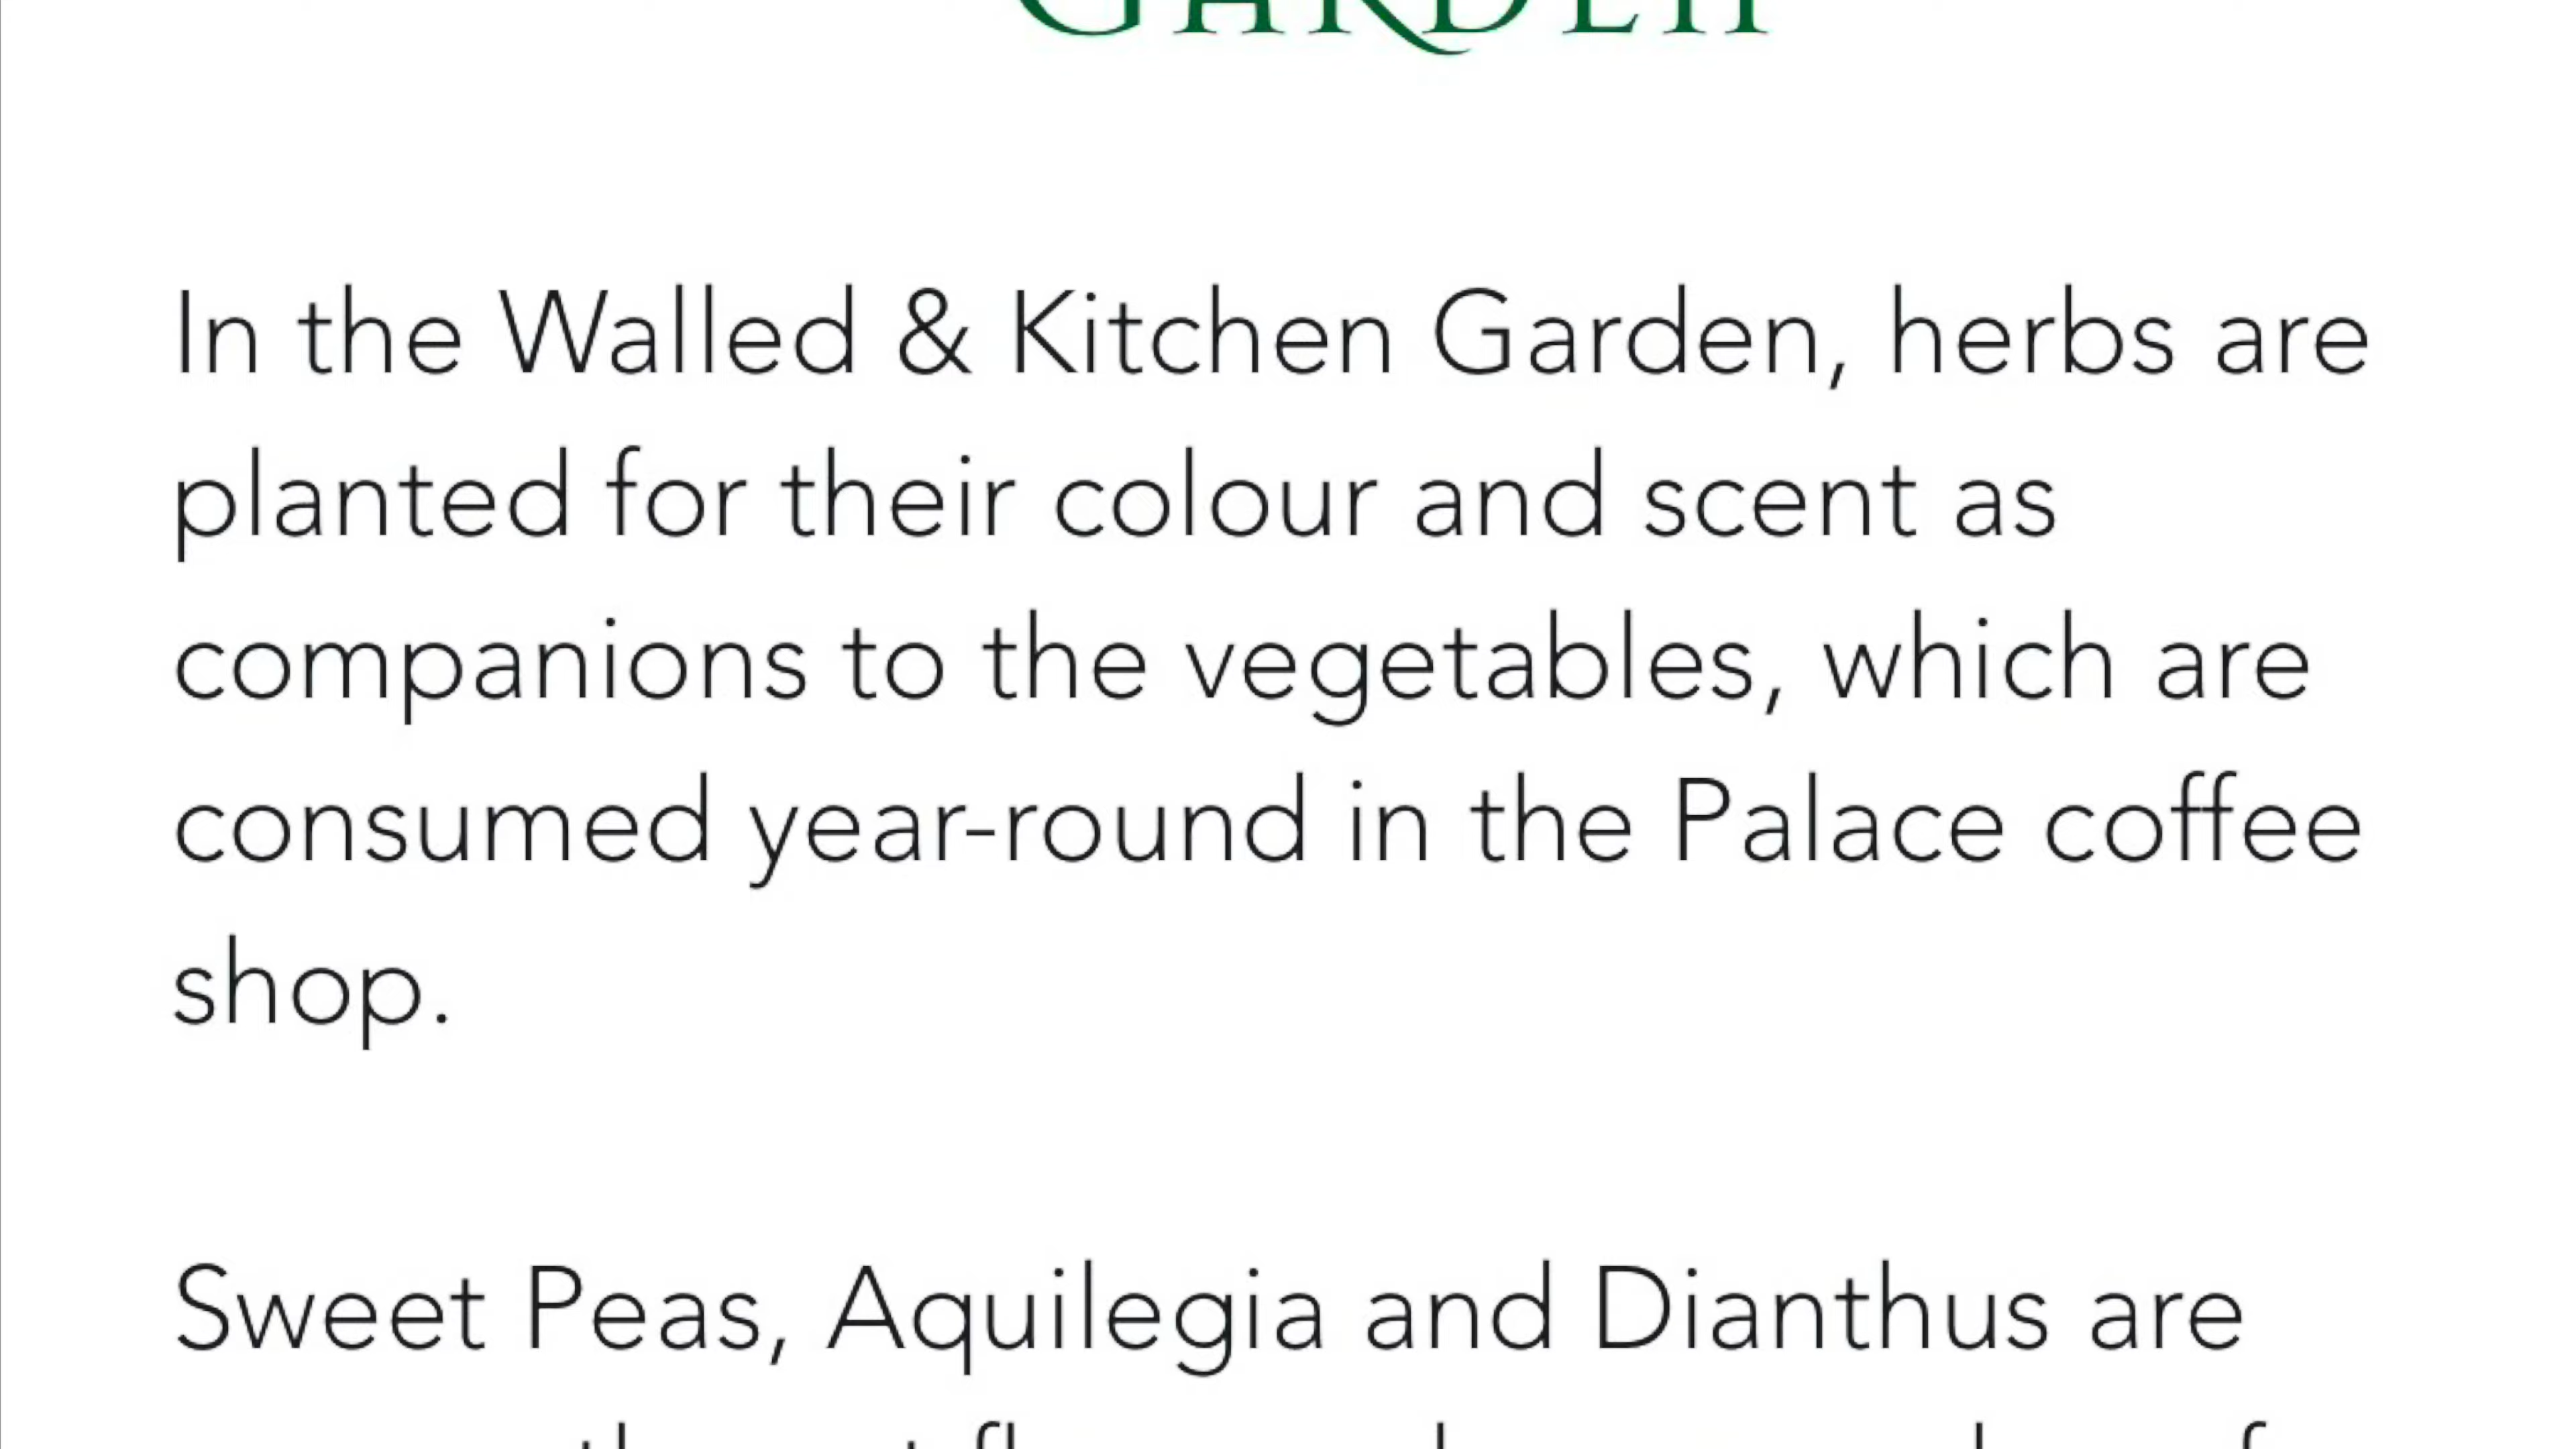 GARDEN
In the Walled & Kitchen Garden, herbs are
planted for their colour and scent as
companions to the vegetables, which are
consumed year-round in the Palace coffee
shop.
Sweet Peas, Aquilegia and Dianthus are